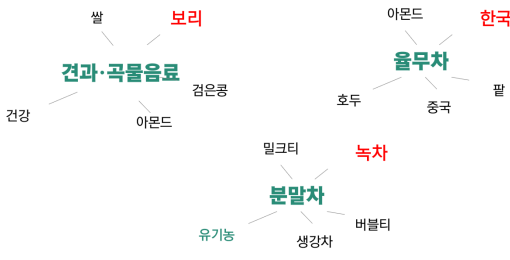 쌀
보리
견과·곡물음료
검은콩
건강
아몬드
아몬드
한국
율무차
호두
중국
팥
밀크티
녹차
분말차
유기농
생강차
버블티